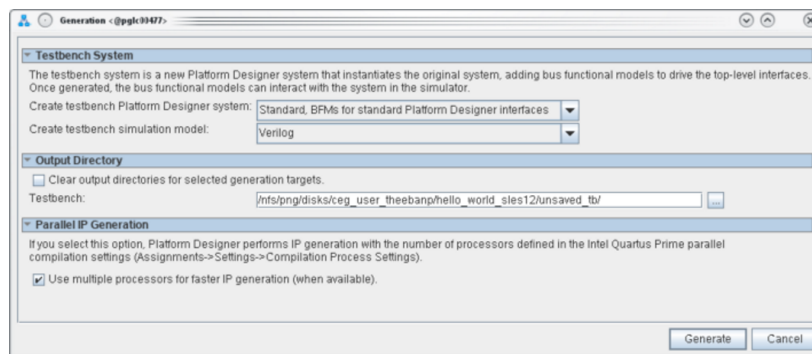 Generation <@pglc00477>
Testbench System
The testbench system is a new Platform Designer system that instantiates the original system, adding bus functional models to drive the top-level interfaces.
Once generated, the bus functional models can interact with the system in the simulator.
Create testbench Platform Designer system: Standard, BFMs for standard Platform Designer interfaces
Create testbench simulation model: Verilog
Output Directory
Clear output directories for selected generation targets.
Testbench: /nfs/png/disks/ceg_user_theebanp/hello_world_sles12/unsaved_tb/ ...
Parallel IP Generation
If you select this option, Platform Designer performs IP generation with the number of processors defined in the Intel Quartus Prime parallel
compilation settings (Assignments->Settings->Compilation Process Settings).
Use multiple processors for faster IP generation (when available).
Generate Cancel